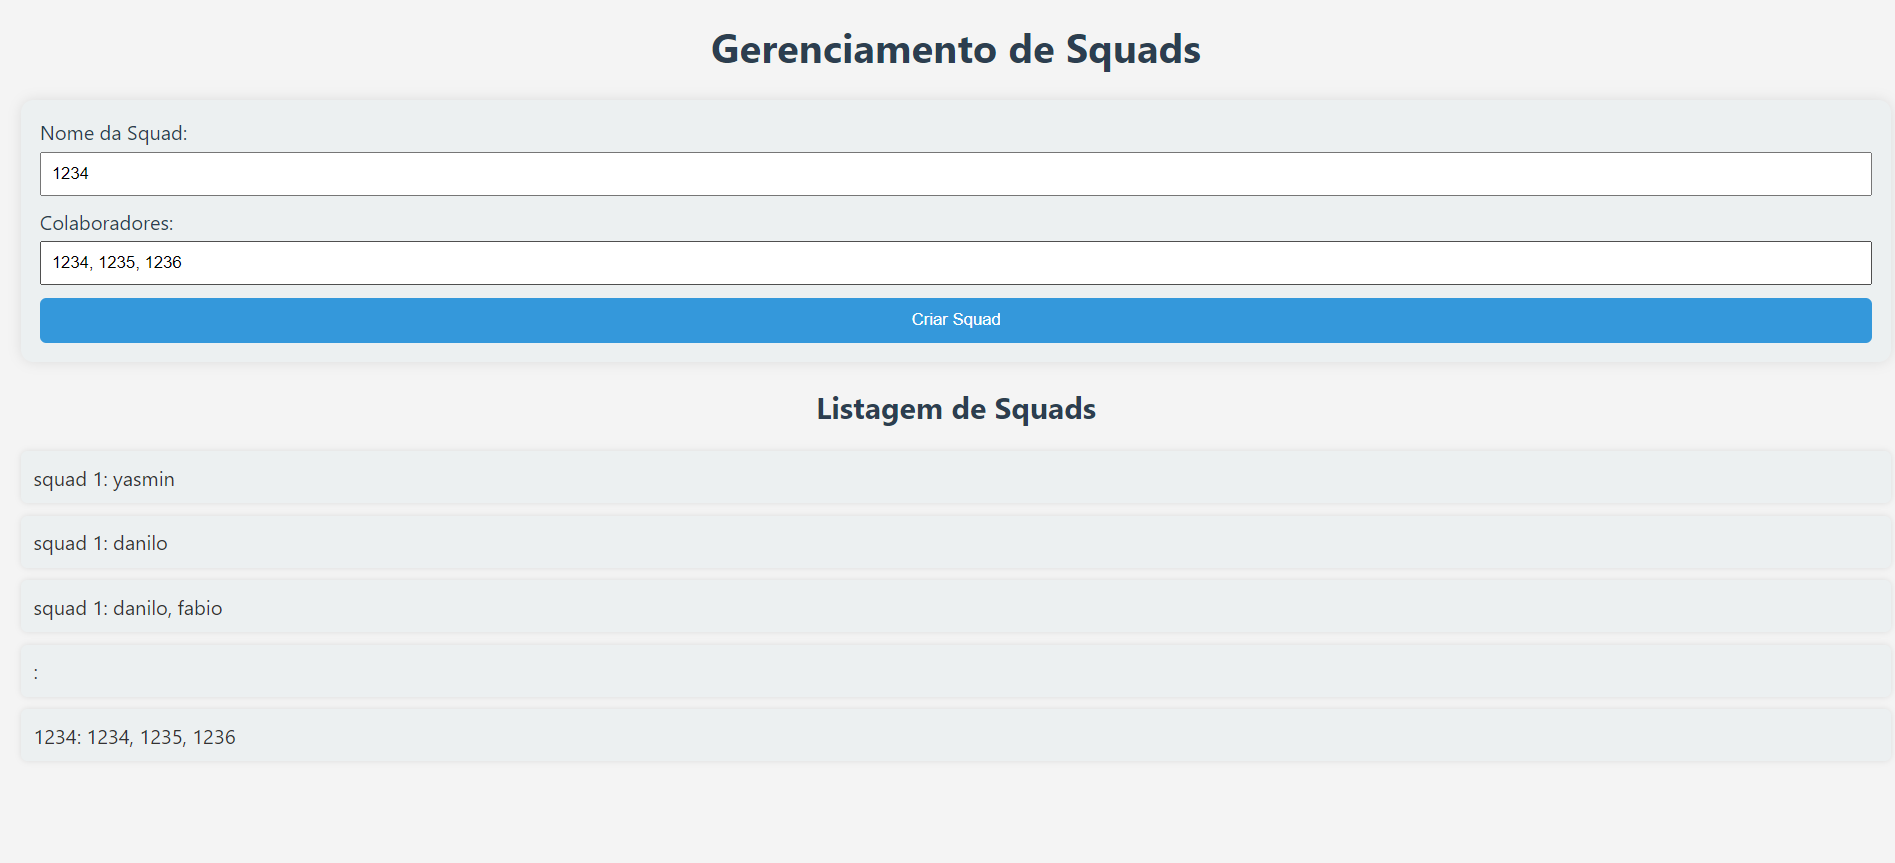 Gerenciamento de Squads
Nome da Squad:
1234
Colaboradores:
1234, 1235, 1236
Criar Squad
Listagem de Squads
squad 1: yasmin
squad 1: danilo
squad 1: danilo, fabio
:
1234: 1234, 1235, 1236